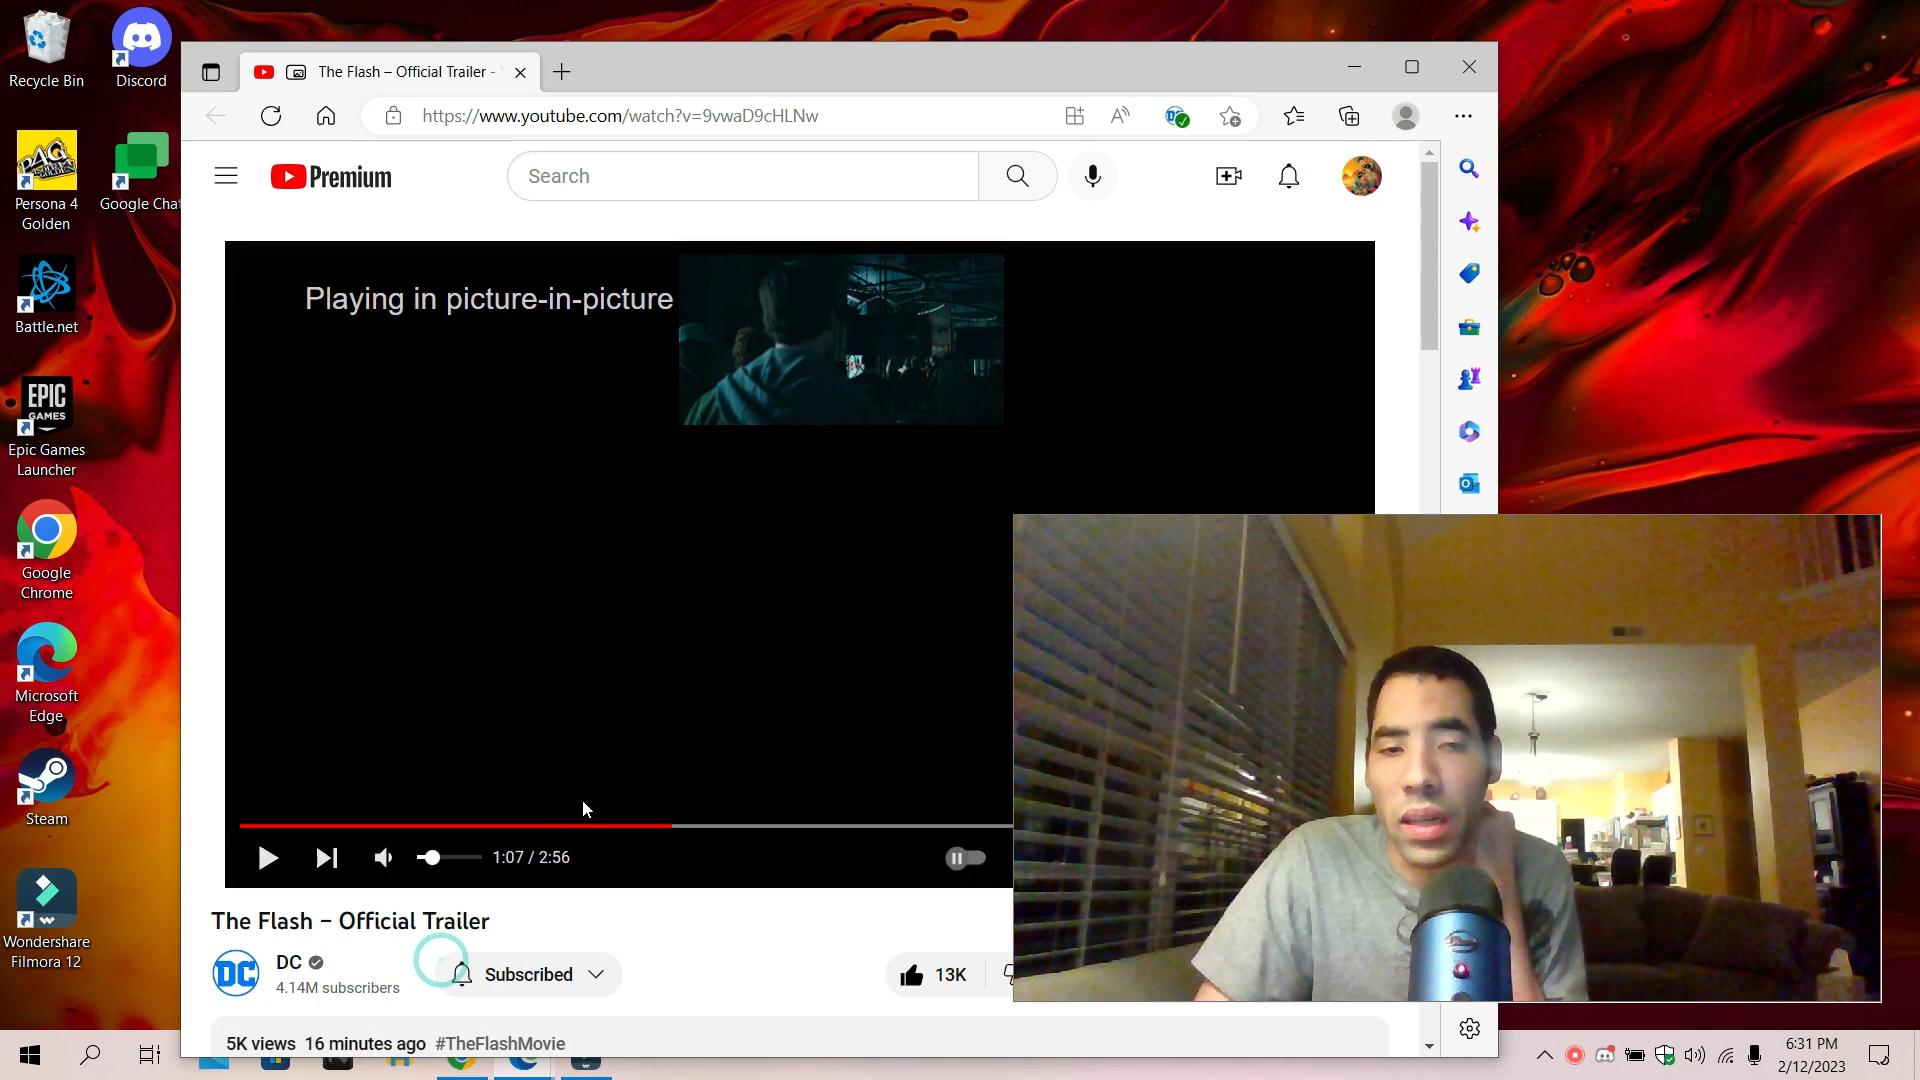 Recycle Bin
Discord
Persona 4
Golden
Google Chat
Battle.net
EPIC
GAMES
Epic Games
Launcher
Google
Chrome
Microsoft
Edge
Steam
Wondershare
Filmora 12
The Flash – Official Trailer -
https://www.youtube.com/watch?v=9vwaD9cHLNw
Premium
Search
Playing in picture-in-picture
1:07 / 2:56
The Flash – Official Trailer
DC
DC
4.14M subscribers
Subscribed
13K
5K views 16 minutes ago #TheFlashMovie
6:31 PM
2/12/2023